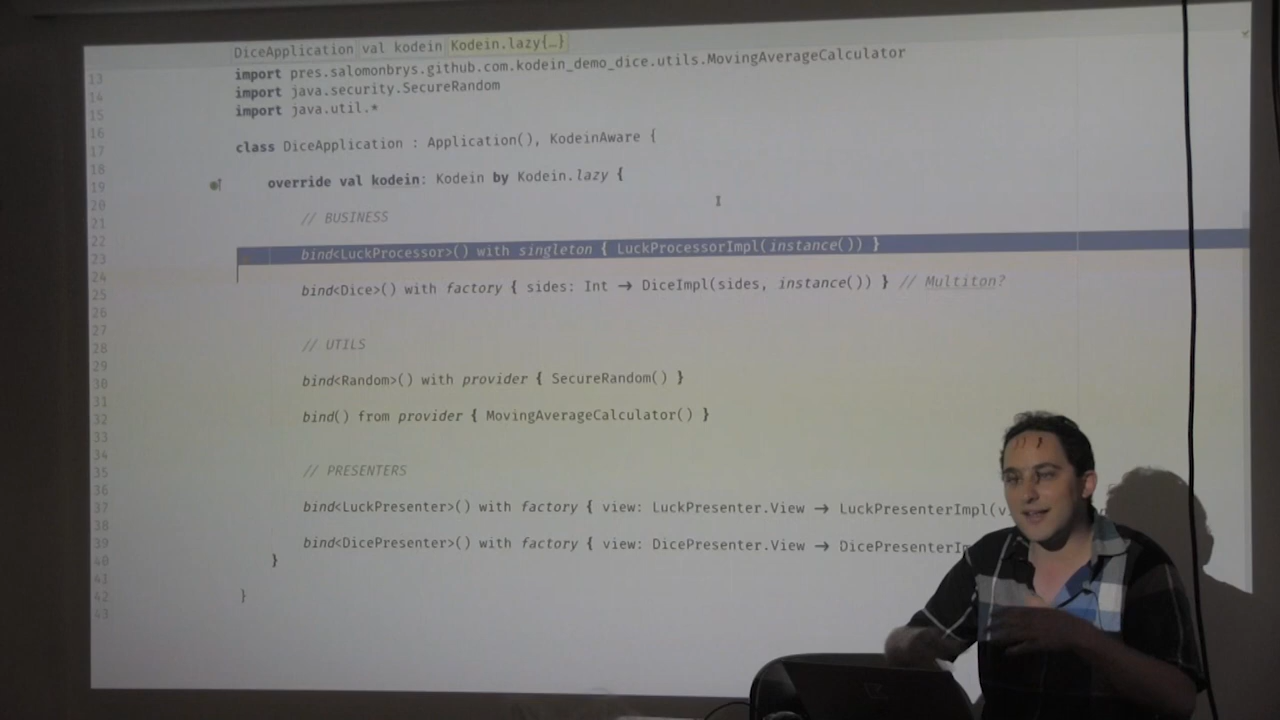 DiceApplication val kodein Kodein.lazy{…}
13 import pres.salomonbrys.github.com.kodein_demo_dice.utils.MovingAverageCalculator
14 import java.security.SecureRandom
15 import java.util.*
16
17 class DiceApplication : Application(), KodeinAware {
18
19 override val kodein: Kodein by Kodein.lazy {
20
21 // BUSINESS
22
23 bind<LuckProcessor>() with singleton { LuckProcessorImpl(instance()) }
24
25 bind<Dice>() with factory { sides: Int → DiceImpl(sides, instance()) } // Multiton?
26
27
28 // UTILS
29
30 bind<Random>() with provider { SecureRandom() }
31
32 bind() from provider { MovingAverageCalculator() }
33
34
35 // PRESENTERS
36
37 bind<LuckPresenter>() with factory { view: LuckPresenter.View → LuckPresenterImpl(v
38
39 bind<DicePresenter>() with factory { view: DicePresenter.View → DicePresenterIm
40 }
41
42 }
43